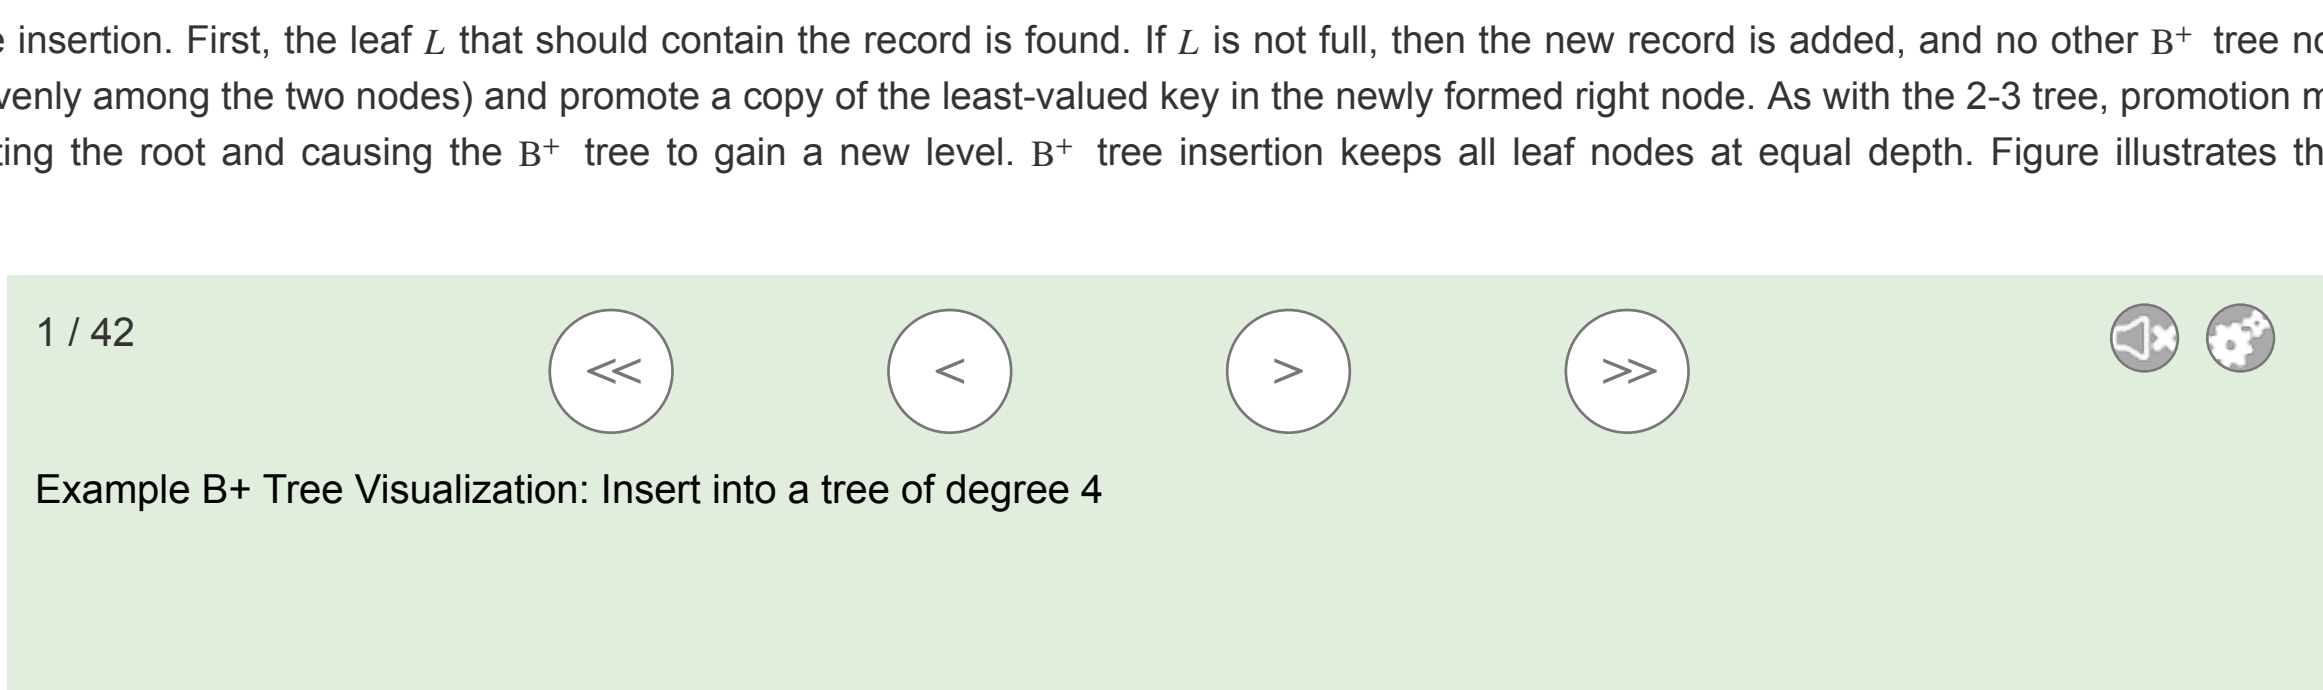 insertion. First, the leaf L that should contain the record is found. If L is not full, then the new record is added, and no other B+ tree
among the two nodes) and promote a copy of the least-valued key in the newly formed right node. As with the 2-3 tree, promotion
the root and causing the B+ tree to gain a new level. B+ tree insertion keeps all leaf nodes at equal depth. Figure illustrates
1 / 42
<< < > >>
Example B+ Tree Visualization: Insert into a tree of degree 4